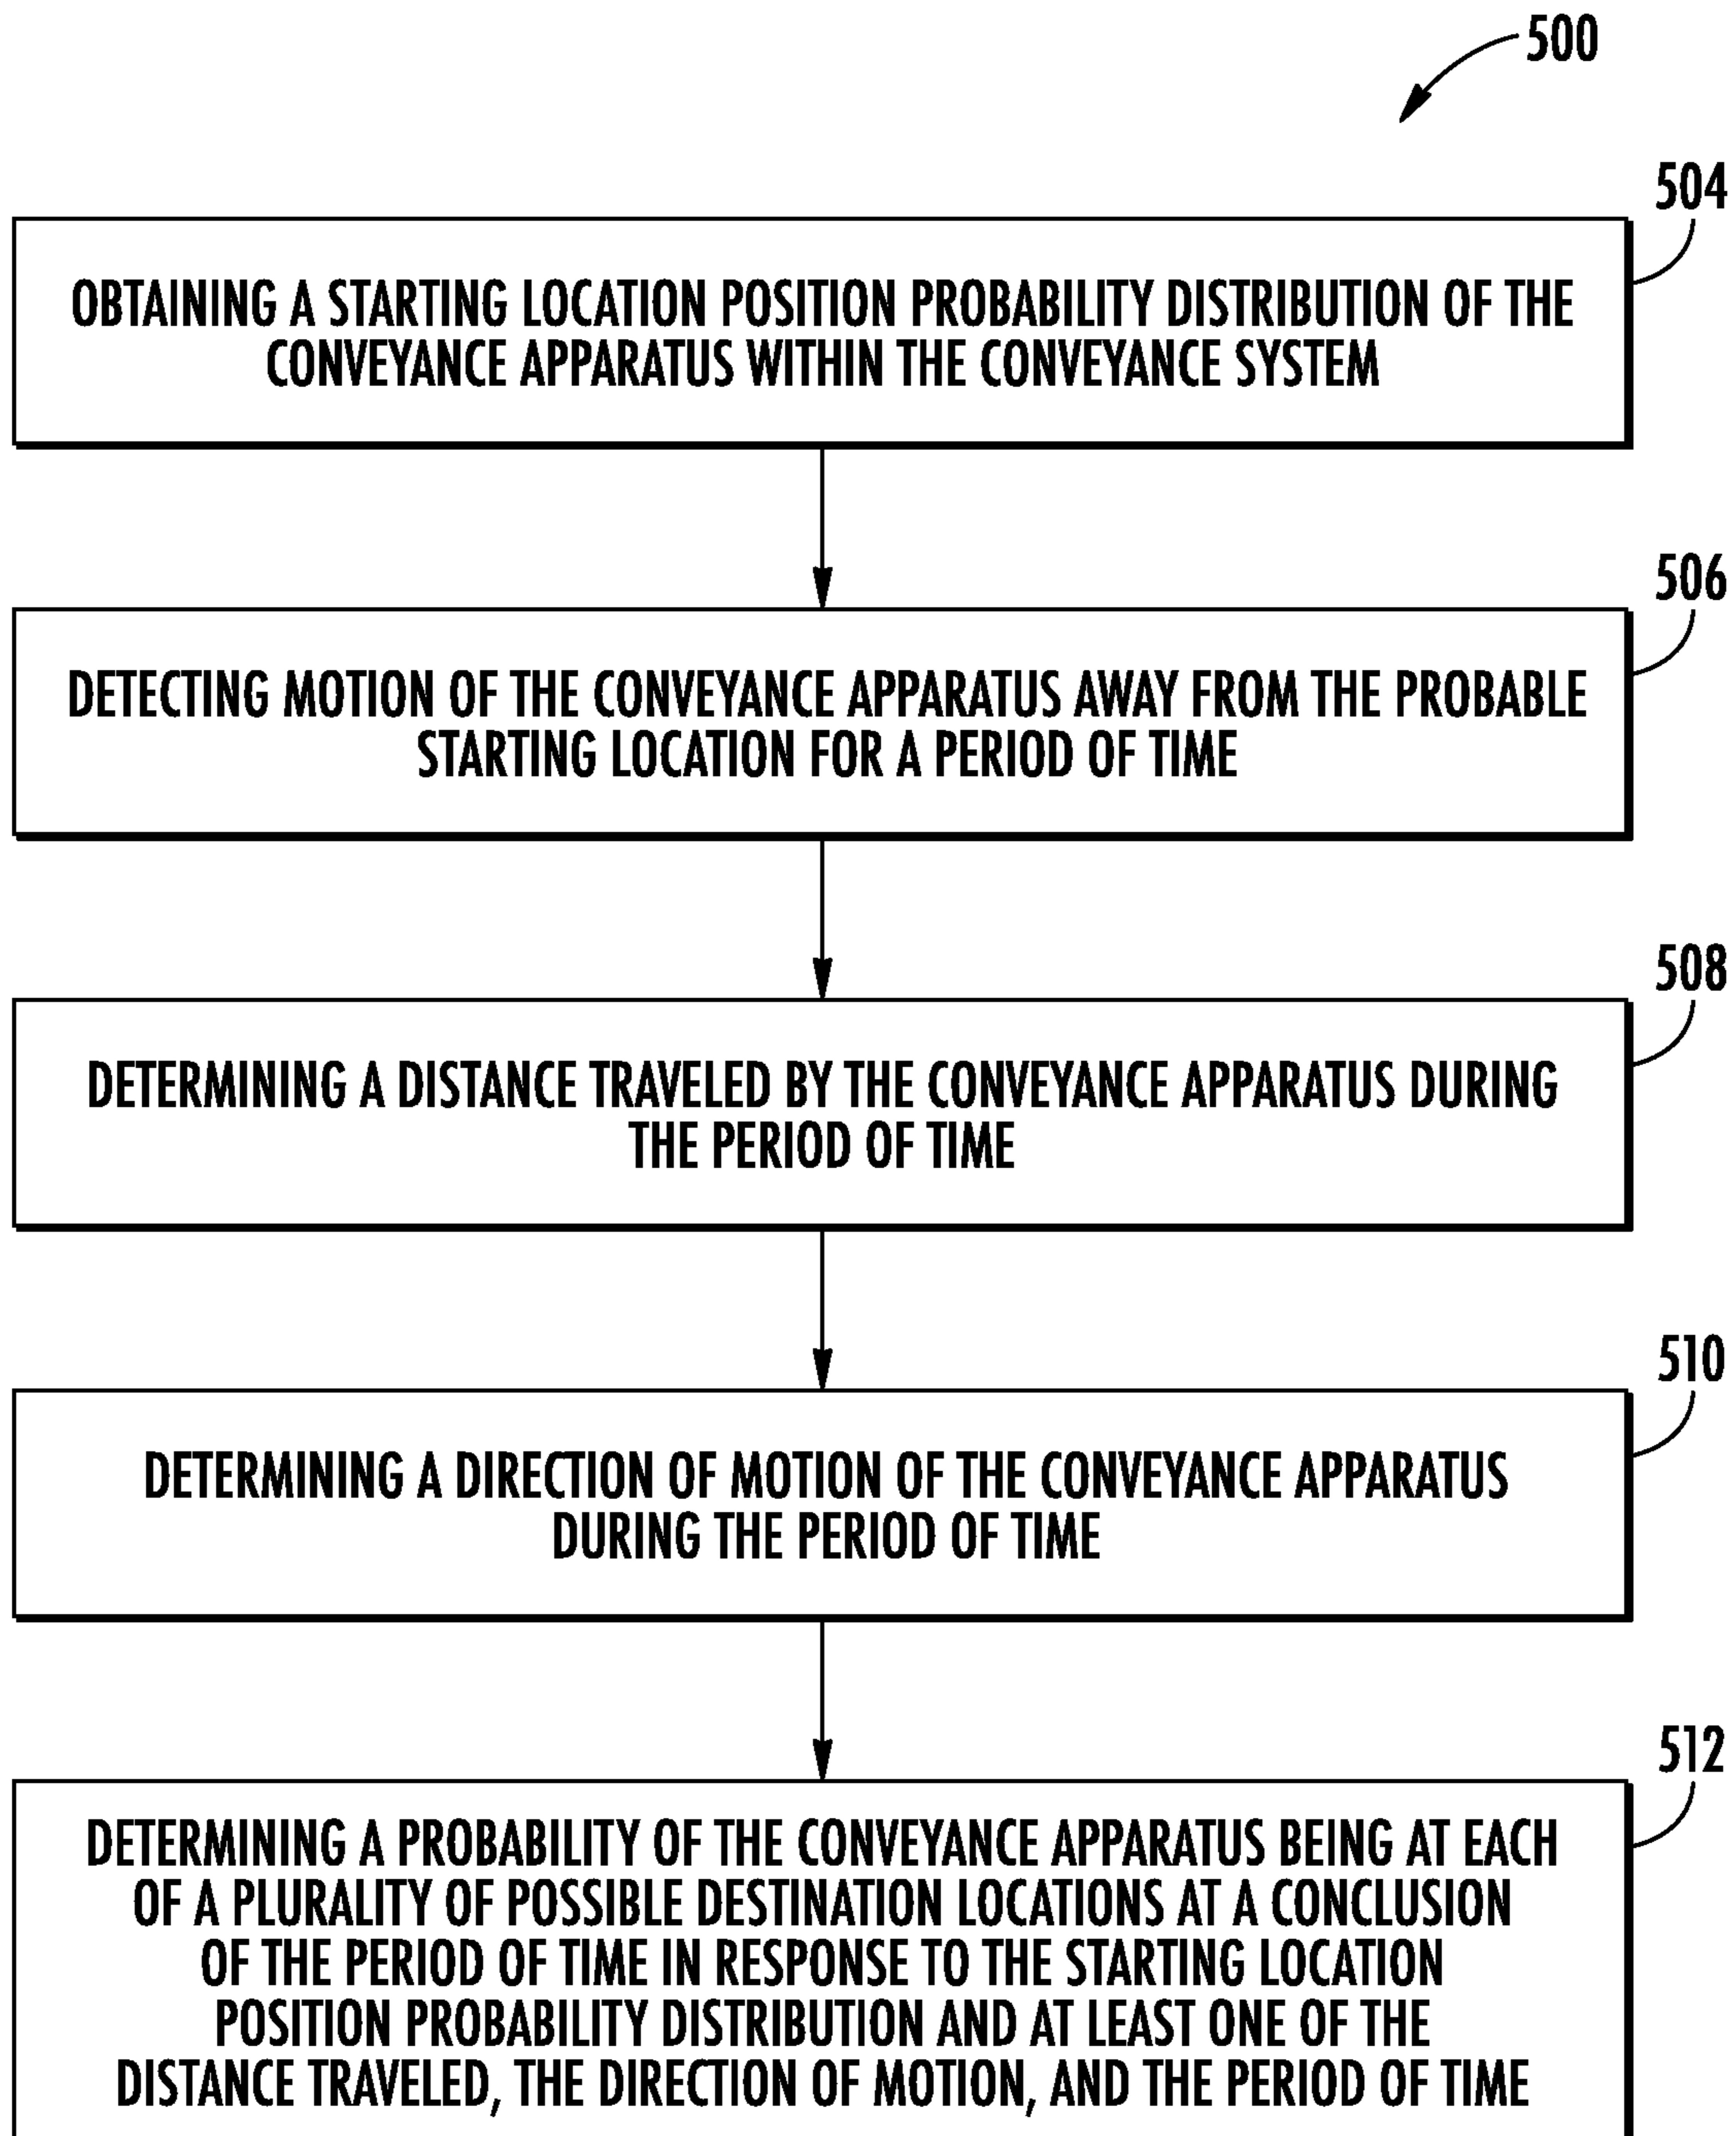 500
504
OBTAINING A STARTING LOCATION POSITION PROBABILITY DISTRIBUTION OF THE
CONVEYANCE APPARATUS WITHIN THE CONVEYANCE SYSTEM
506
DETECTING MOTION OF THE CONVEYANCE APPARATUS AWAY FROM THE PROBABLE
STARTING LOCATION FOR A PERIOD OF TIME
508
DETERMINING A DISTANCE TRAVELED BY THE CONVEYANCE APPARATUS DURING
THE PERIOD OF TIME
510
DETERMINING A DIRECTION OF MOTION OF THE CONVEYANCE APPARATUS
DURING THE PERIOD OF TIME
512
DETERMINING A PROBABILITY OF THE CONVEYANCE APPARATUS BEING AT EACH
OF A PLURALITY OF POSSIBLE DESTINATION LOCATIONS AT A CONCLUSION
OF THE PERIOD OF TIME IN RESPONSE TO THE STARTING LOCATION
POSITION PROBABILITY DISTRIBUTION AND AT LEAST ONE OF THE
DISTANCE TRAVELED, THE DIRECTION OF MOTION, AND THE PERIOD OF TIME